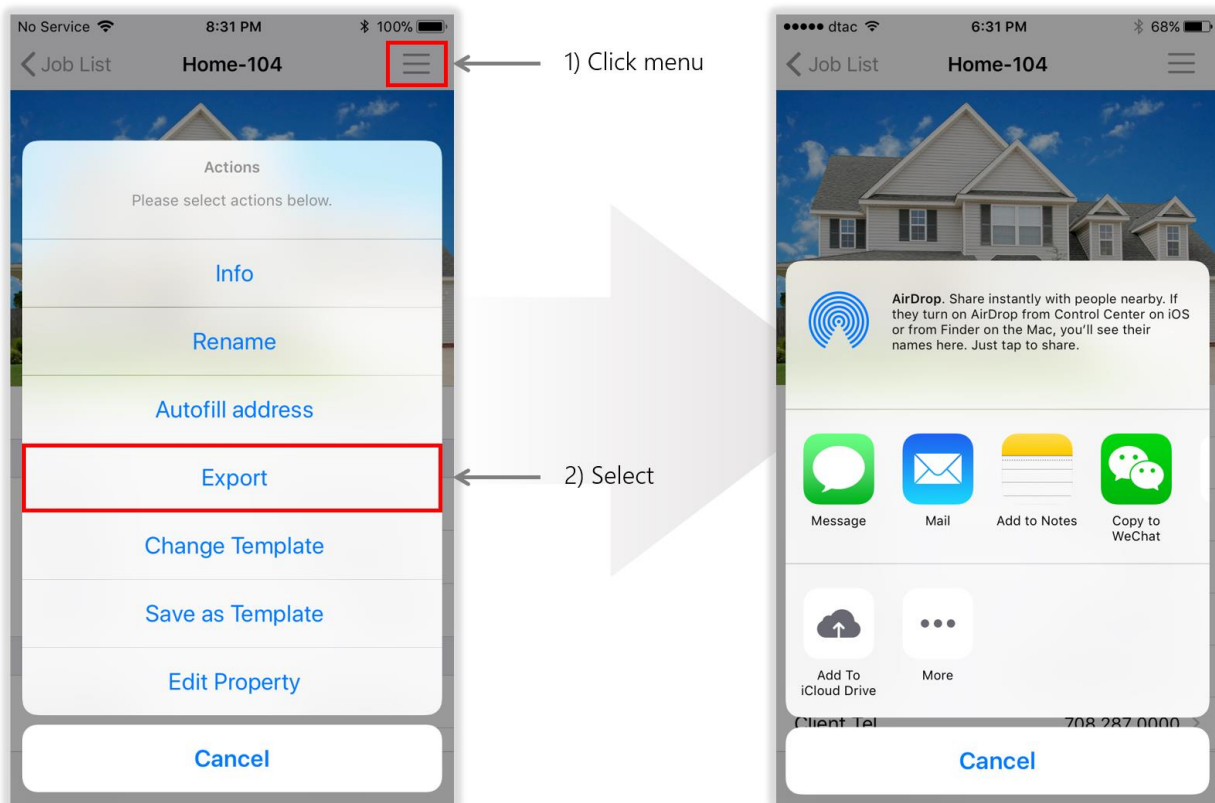 No Service 8:31 PM 100%
Job List Home-104
1) Click menu
Actions
Please select actions below.
Info
Rename
Autofill address
Export
2) Select
Change Template
Save as Template
Edit Property
Cancel
dtac 6:31 PM 68%
Job List Home-104
AirDrop. Share instantly with people nearby. If
they turn on AirDrop from Control Center on iOS
or from Finder on the Mac, you'll see their
names here. Just tap to share.
Message Mail Add to Notes Copy to
WeChat
Add To More
iCloud Drive
Client Tel 708 287 0000
Cancel